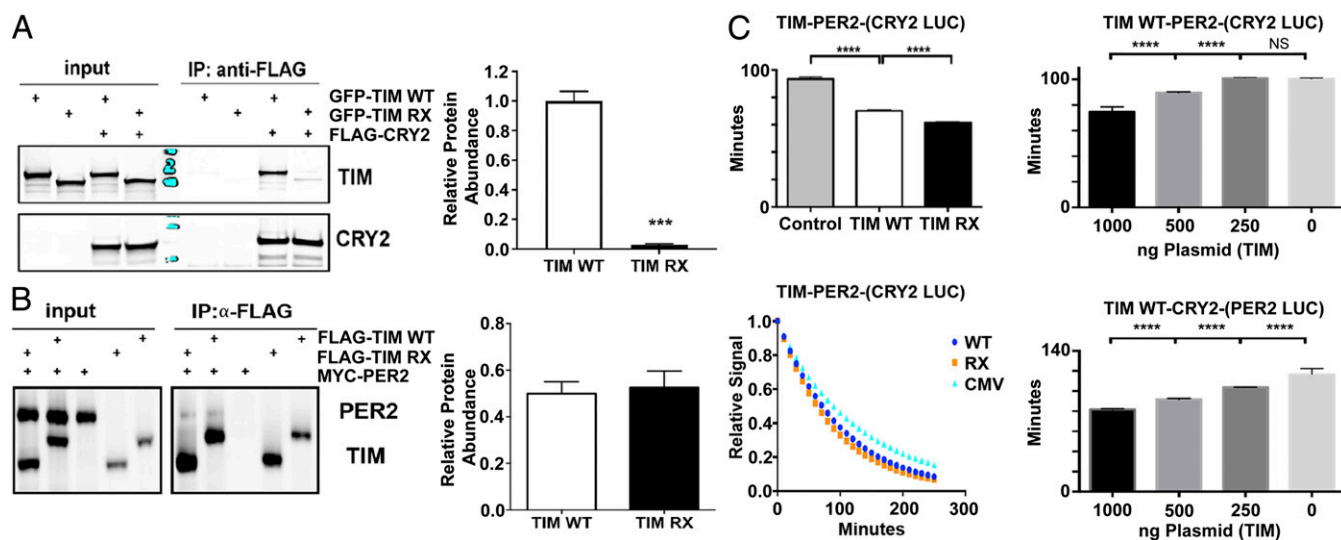 A
input
IP: anti-FLAG
+ + + +
GFP-TIM WT
+ + + +
GFP-TIM RX
+ + + +
FLAG-CRY2
TIM
CRY2
Relative Protein
Abundance
1.2
1.0
0.8
0.6
0.4
0.2
0.0
***
TIM WT
TIM RX
B
input
IP:α-FLAG
+ + + +
FLAG-TIM WT
+ + + +
FLAG-TIM RX
+ + + + + +
MYC-PER2
PER2
TIM
Relative Protein
Abundance
0.8
0.6
0.4
0.2
0.0
TIM WT
TIM RX
C
TIM-PER2-(CRY2 LUC)
**** ****
Minutes
100
0
Control
TIM WT
TIM RX
TIM WT-PER2-(CRY2 LUC)
**** **** NS
Minutes
100
0
1000 500 250 0
ng Plasmid (TIM)
TIM-PER2-(CRY2 LUC)
Relative Signal
1.0
0.8
0.6
0.4
0.2
0.0
0 100 200 300
Minutes
WT
RX
CMV
TIM WT-CRY2-(PER2 LUC)
**** **** ****
Minutes
140
0
1000 500 250 0
ng Plasmid (TIM)